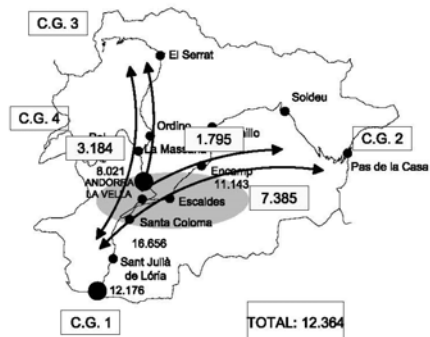 C.G. 3
El Serrat
Soldeu
C.G. 4
Ordino
3.184
La Massana
1.795
C.G. 2
Pas de la Casa
8.021
ANDORRA
LA VELLA
Encamp
11.143
Escaldes
7.385
Santa Coloma
16.656
Sant Julià
de Lória
12.176
C.G. 1
TOTAL: 12.364